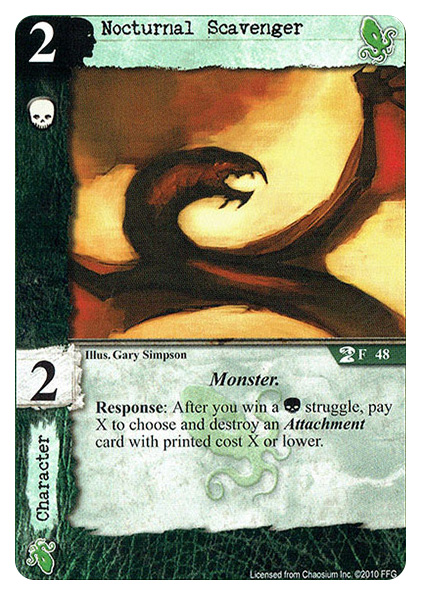 2
Nocturnal Scavenger
Illus. Gary Simpson
F 48
2
Monster.
Response: After you win a struggle, pay
X to choose and destroy an Attachment
card with printed cost X or lower.
Character
Licensed from Chaosium Inc. ©2010 FFG